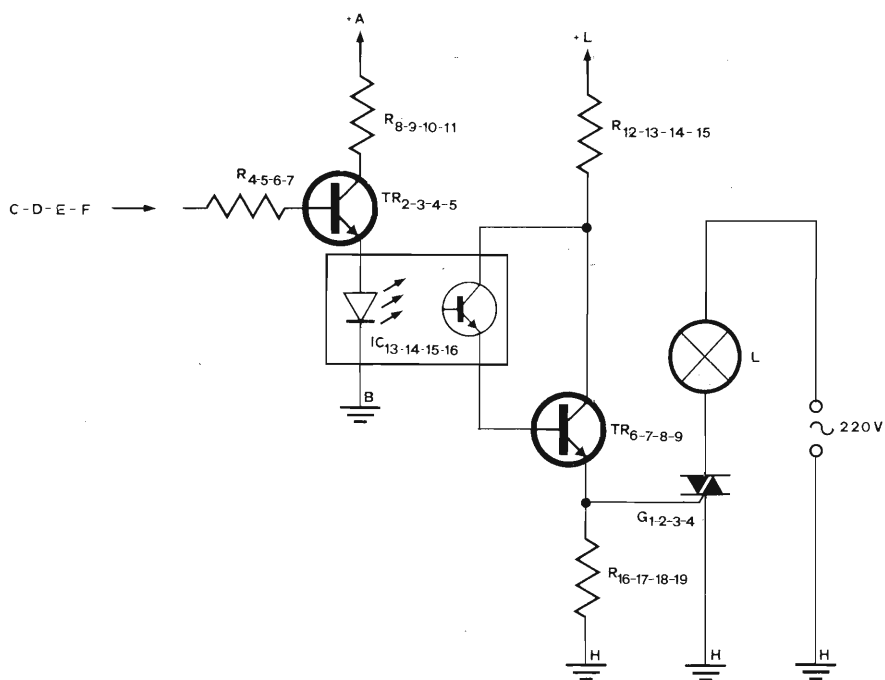 +A
+L
R8-9-10-11
R12-13-14-15
R4-5-6-7
TR2-3-4-5
C-D-E-F
L
IC13-14-15-16
B
TR6-7-8-9
220V
G1-2-3-4
R16-17-18-19
H
H
H